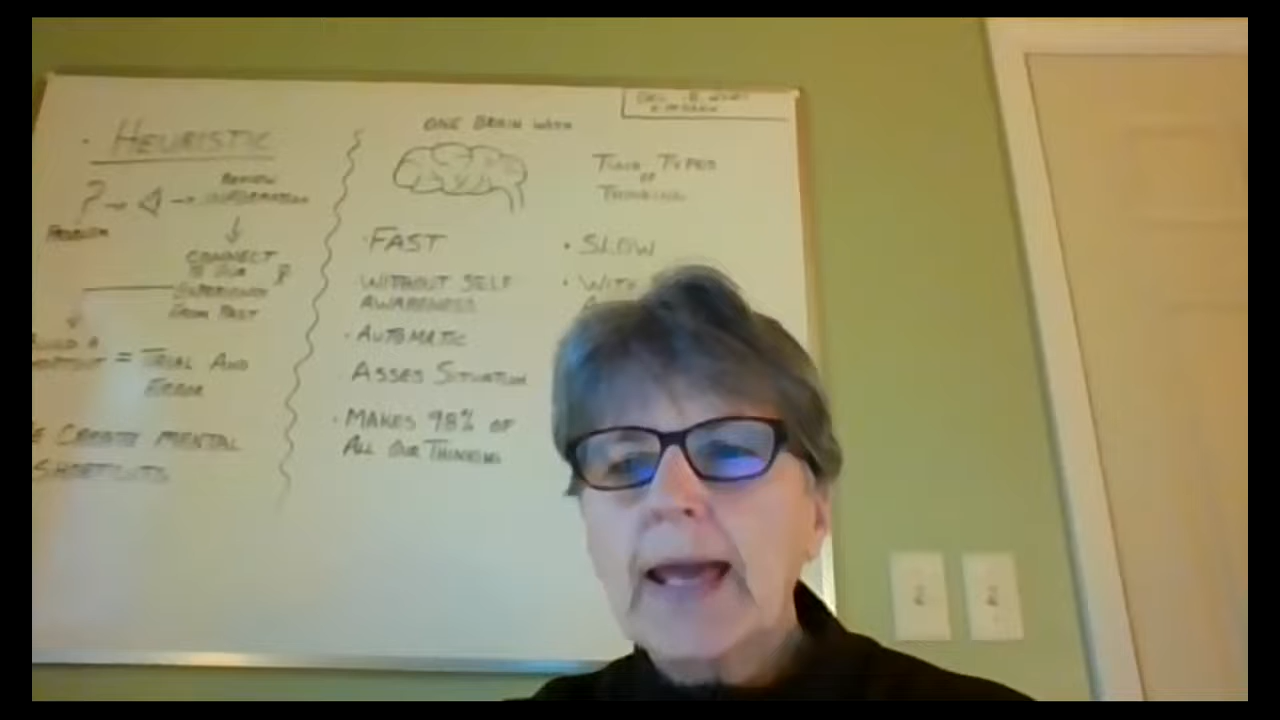 • HEURISTIC
? → ◁ → REVIEW
INFORMATION
PROBLEM
↓
CONNECT
TO OUR
EXPERIENCE
FROM PAST
BUILD A
= TRIAL AND
ERROR
CREATE MENTAL
SHORTCUTS
ONE BRAIN WITH
TWO TYPES
OF
THINKING
• FAST
• WITHOUT SELF
AWARENESS
• AUTOMATIC
• ASSES SITUATION
• MAKES 98% OF
ALL OUR THINKING
• SLOW
• WITH